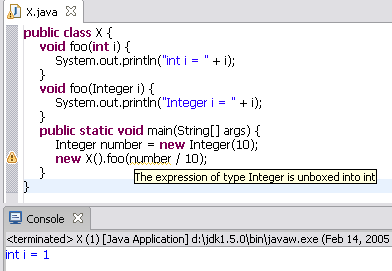 X.java
public class X {
void foo(int i) {
System.out.println("int i = " + i);
}
void foo(Integer i) {
System.out.println("Integer i = " + i);
}
public static void main(String[] args) {
Integer number = new Integer(10);
new X().foo(number / 10);
The expression of type Integer is unboxed into int
}
}
Console
<terminated> X (1) [Java Application] d:\jdk1.5.0\bin\javaw.exe (Feb 14, 2005
int i = 1